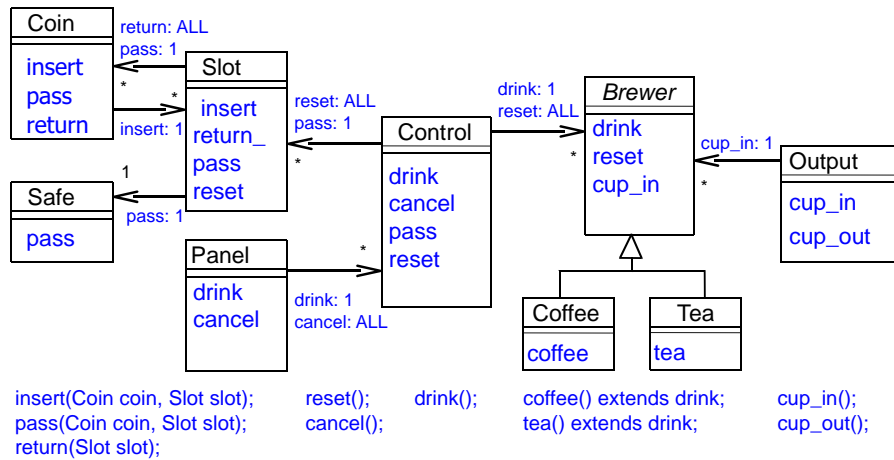 Coin
insert
pass
return
return: ALL
pass: 1
*
*
insert: 1
Slot
insert
return_
pass
reset
Safe
pass
1
pass: 1
reset: ALL
pass: 1
*
Control
drink
cancel
pass
reset
Panel
drink
cancel
*
drink: 1
cancel: ALL
drink: 1
reset: ALL
*
Brewer
drink
reset
cup_in
cup_in: 1
*
Output
cup_in
cup_out
Coffee
coffee
Tea
tea
insert(Coin coin, Slot slot);
pass(Coin coin, Slot slot);
return(Slot slot);
reset();
cancel();
drink();
coffee() extends drink;
tea() extends drink;
cup_in();
cup_out();